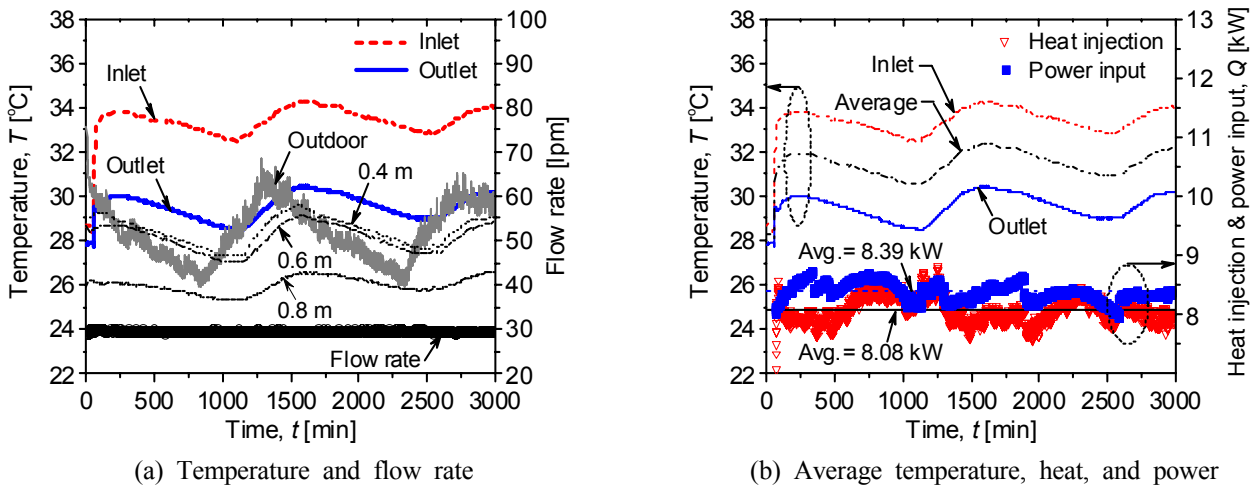 38
36
34
32
30
28
26
24
22
Temperature, T [℃]
100
90
80
70
60
50
40
30
20
10
Flow rate [lpm]
Inlet
Outlet
Inlet
Outlet
Outdoor
0.4 m
0.6 m
0.8 m
Flow rate
0 500 1000 1500 2000 2500 3000
Time, t [min]
(a) Temperature and flow rate
38
36
34
32
30
28
26
24
22
Temperature, T [℃]
13
12
11
10
9
8
7
Heat injection & power input, Q [kW]
Heat injection
Power input
Inlet
Average
Outlet
Avg. = 8.39 kW
Avg. = 8.08 kW
0 500 1000 1500 2000 2500 3000
Time, t [min]
(b) Average temperature, heat, and power